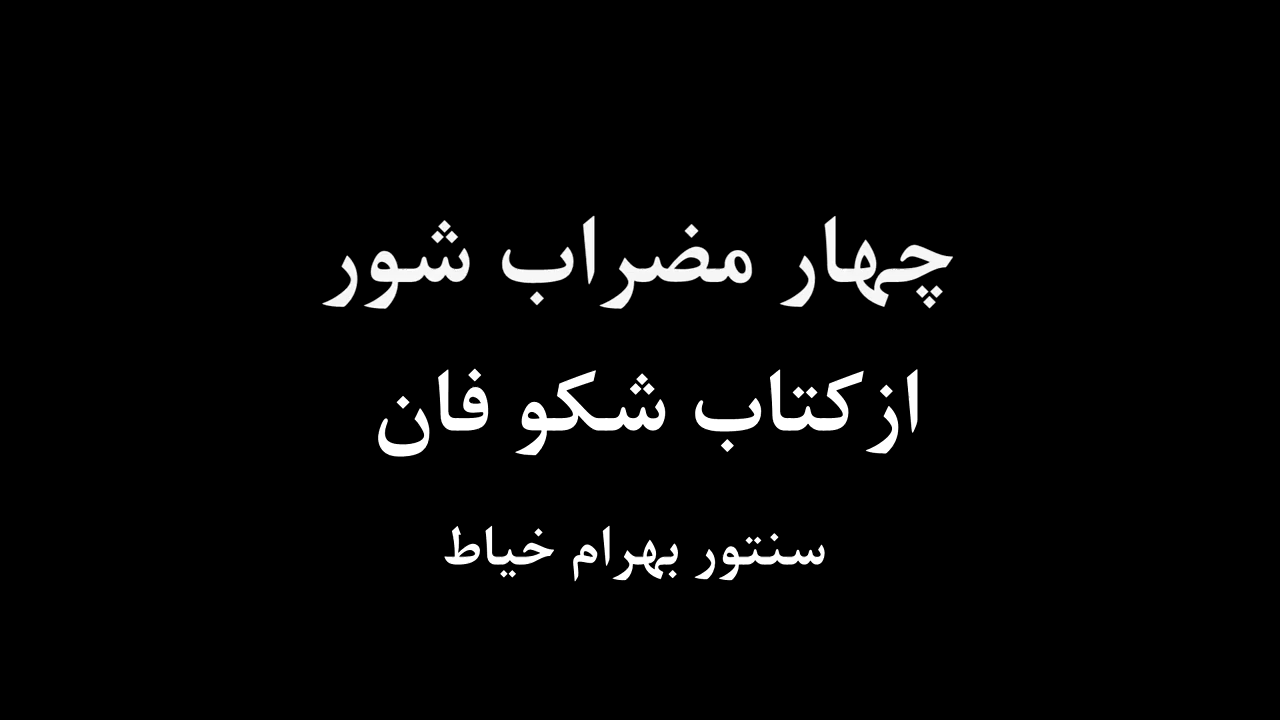 چهار مضراب شور
ازکتاب شکو فان
سنتور بهرام خیاط